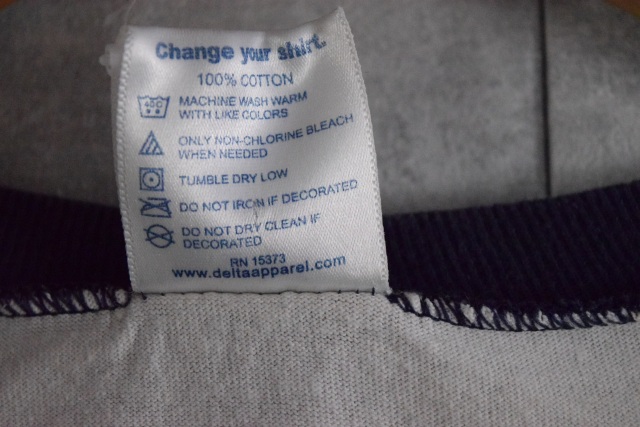 Change your shirt.
100% COTTON
40C
MACHINE WASH WARM
WITH LIKE COLORS
ONLY NON-CHLORINE BLEACH
WHEN NEEDED
TUMBLE DRY LOW
DO NOT IRON IF DECORATED
DO NOT DRY CLEAN IF
DECORATED
RN 15373
www.deltaapparel.com